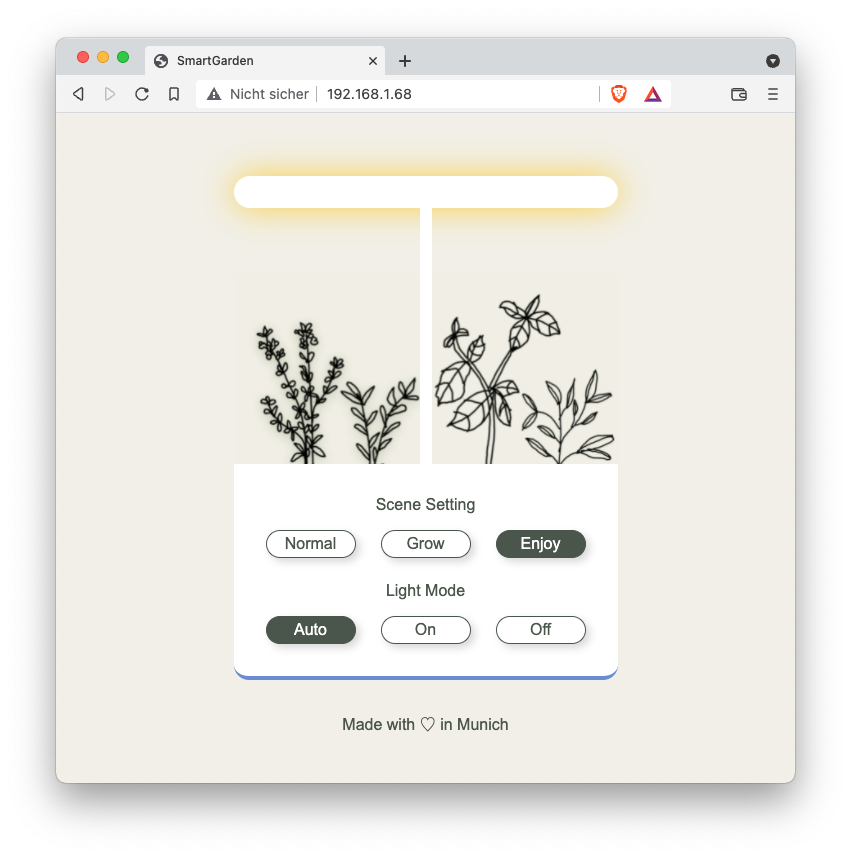 SmartGarden
Nicht sicher 192.168.1.68
Scene Setting
Normal Grow Enjoy
Light Mode
Auto On Off
Made with ♡ in Munich